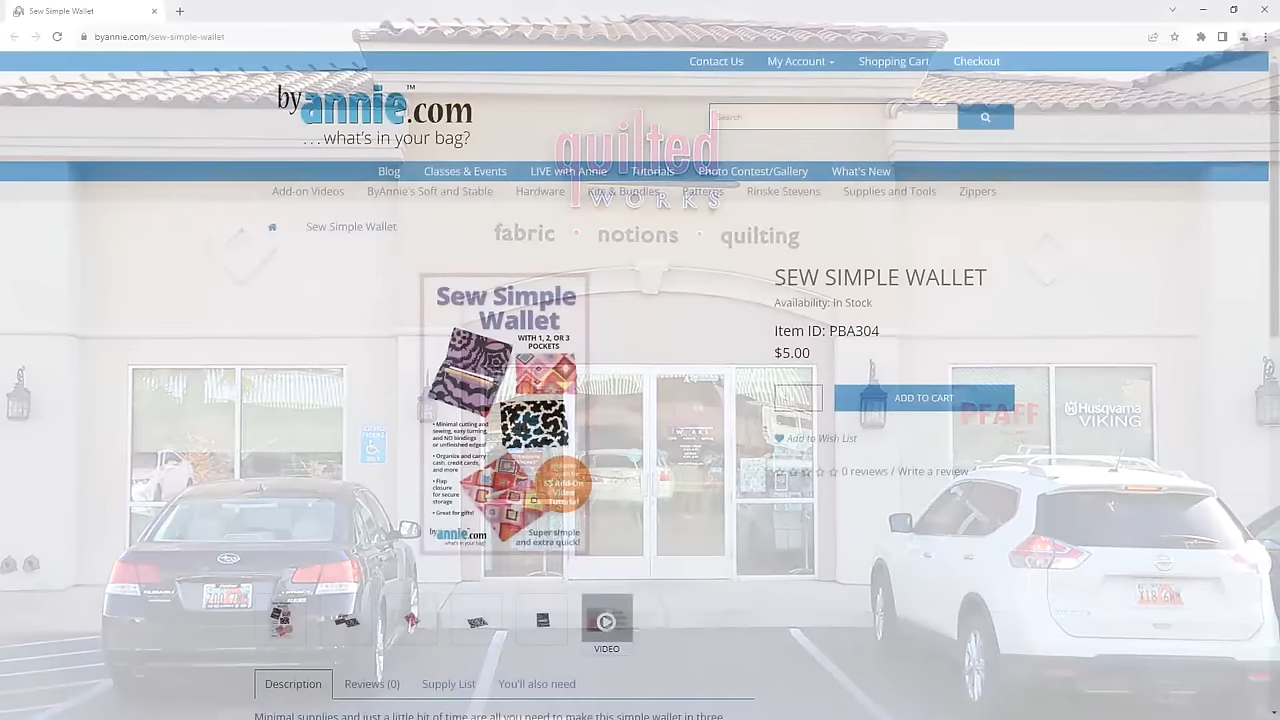 Sew Simple Wallet
byannie.com/sew-simple-wallet
Contact Us My Account Shopping Cart Checkout
byannie.com™
...what's in your bag?
Search
quilted
WORKS
Blog Classes & Events LIVE with Annie Tutorials Photo Contest/Gallery What's New
Add-on Videos ByAnnie's Soft and Stable Hardware Kits & Bundles Patterns Rinske Stevens Supplies and Tools Zippers
Sew Simple Wallet
fabric • notions • quilting
SEW SIMPLE WALLET
Availability: In Stock
Item ID: PBA304
$5.00
ADD TO CART
Add to Wish List
0 reviews / Write a review
Sew Simple
Wallet
WITH 1, 2, OR 3
POCKETS
• Minimal cutting and
sewing, easy turning,
and NO bindings
or unfinished edges!
• Organize and carry
cash, credit cards,
and more
• Flap
closure
for secure
storage
• Great for gifts!
$5 Add-On
Video
Tutorial!
byannie.com
what's in your bag?
Super simple
and extra quick!
PFAFF
Husqvarna
VIKING
VIDEO
Description Reviews (0) Supply List You'll also need
Minimal supplies and just a little bit of time are all you need to make this simple wallet in three